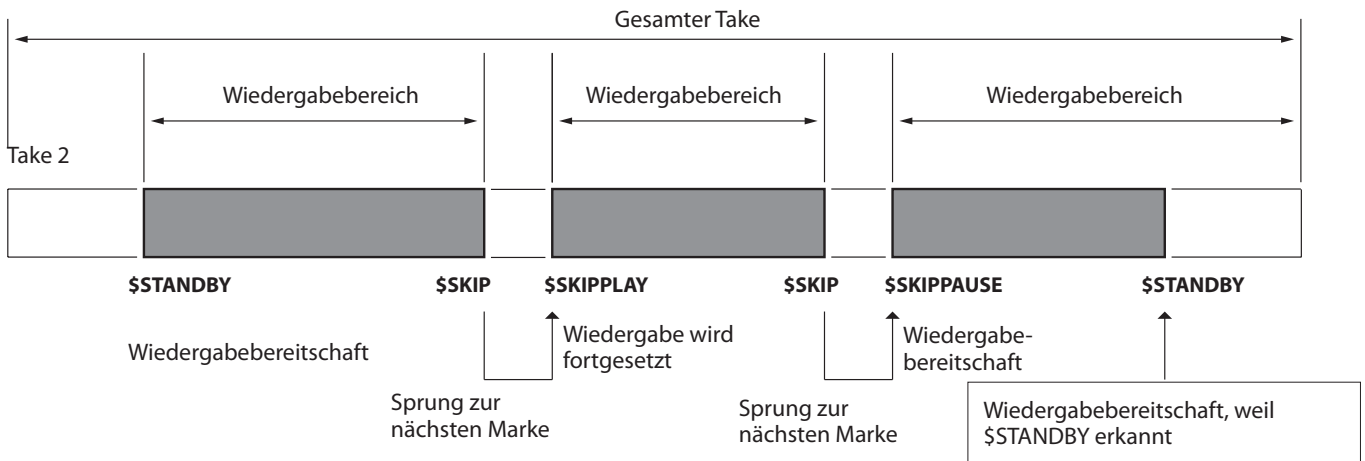 Gesamter Take
Wiedergabebereich
Wiedergabebereich
Wiedergabebereich
Take 2
$STANDBY
$SKIP
$SKIPPLAY
$SKIP
$SKIPPAUSE
$STANDBY
Wiedergabebereitschaft
Sprung zur
nächsten Marke
Wiedergabe wird
fortgesetzt
Sprung zur
nächsten Marke
Wiedergabe-
bereitschaft
Wiedergabebereitschaft, weil
$STANDBY erkannt